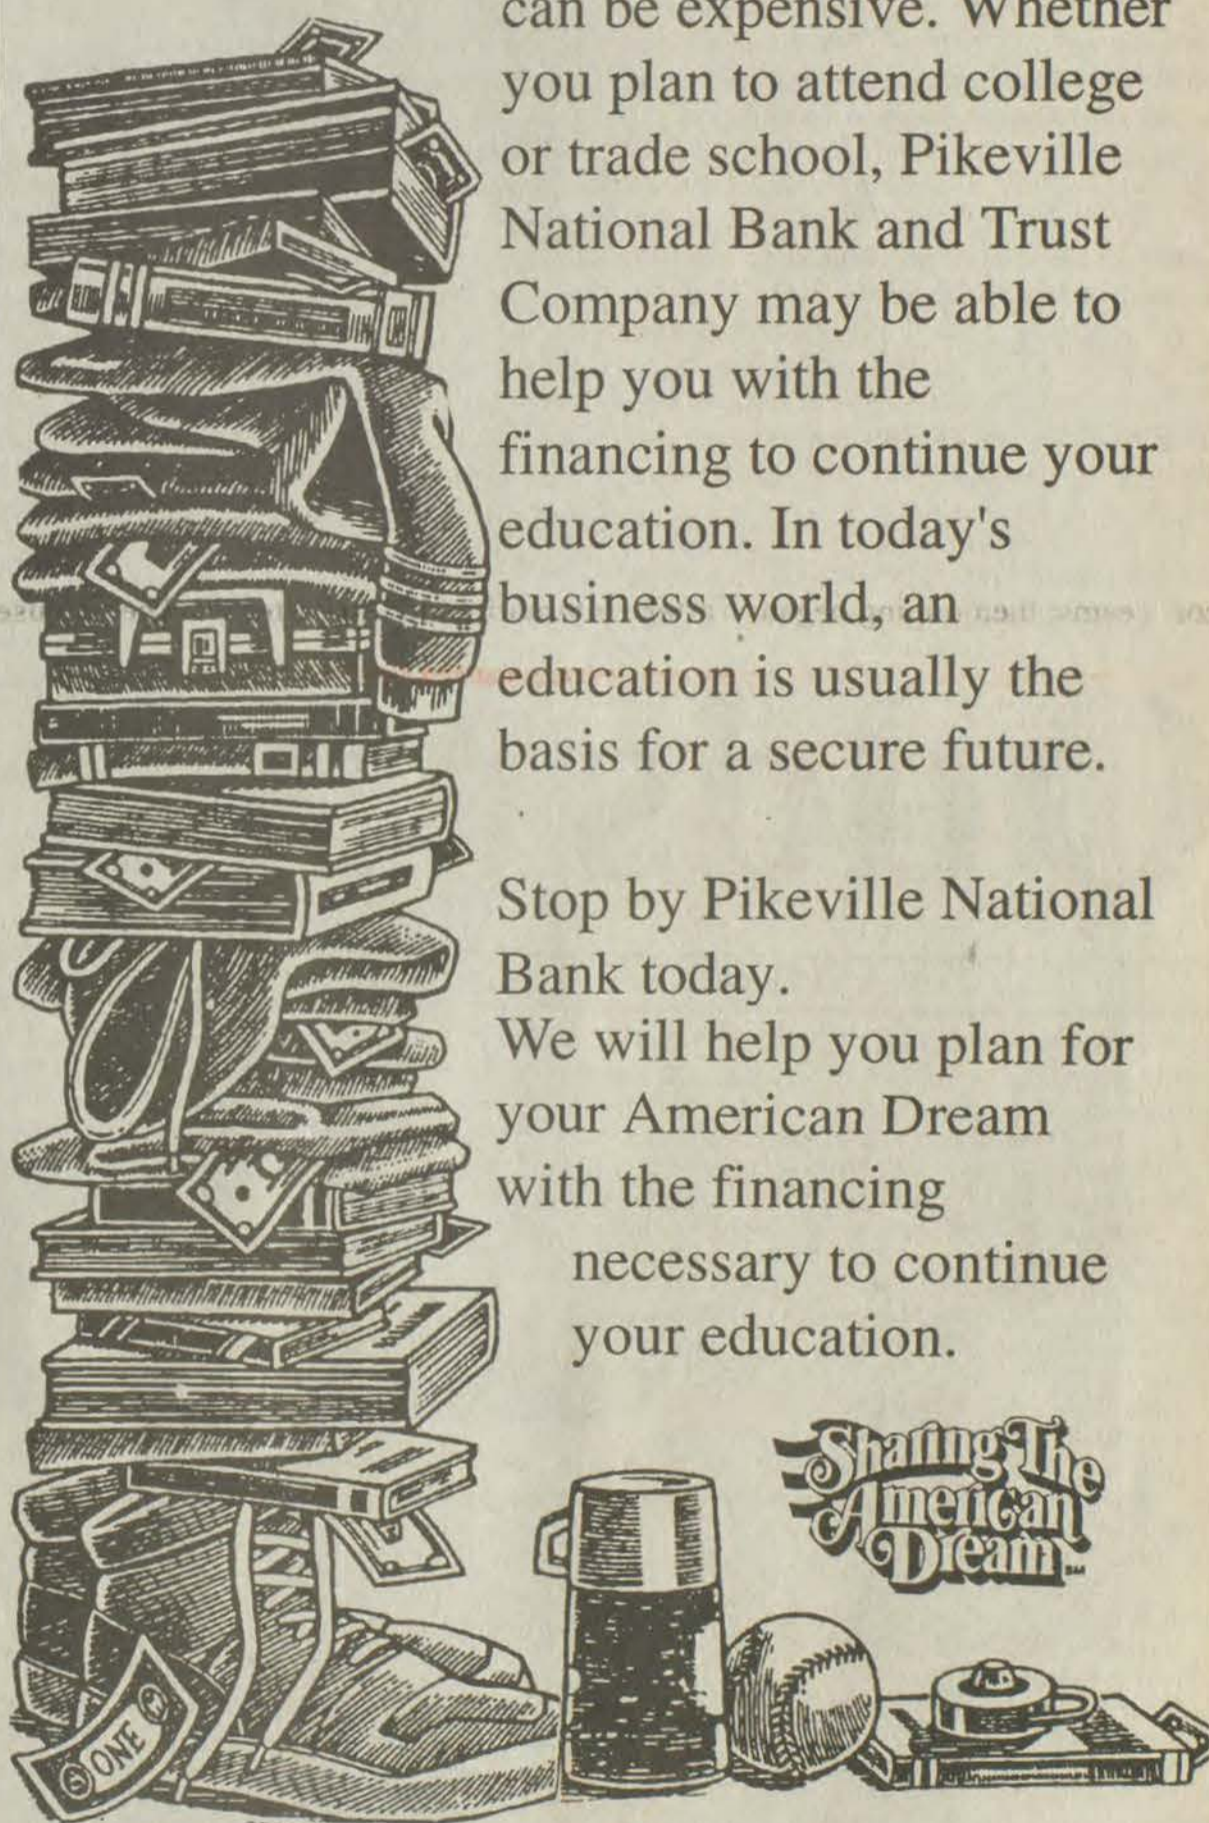 can be expensive. Whether
you plan to attend college
or trade school, Pikeville
National Bank and Trust
Company may be able to
help you with the
financing to continue your
education. In today's
business world, an
education is usually the
basis for a secure future.
Stop by Pikeville National
Bank today.
We will help you plan for
your American Dream
with the financing
necessary to continue
your education.
Sharing The
American
Dream SM
ONE